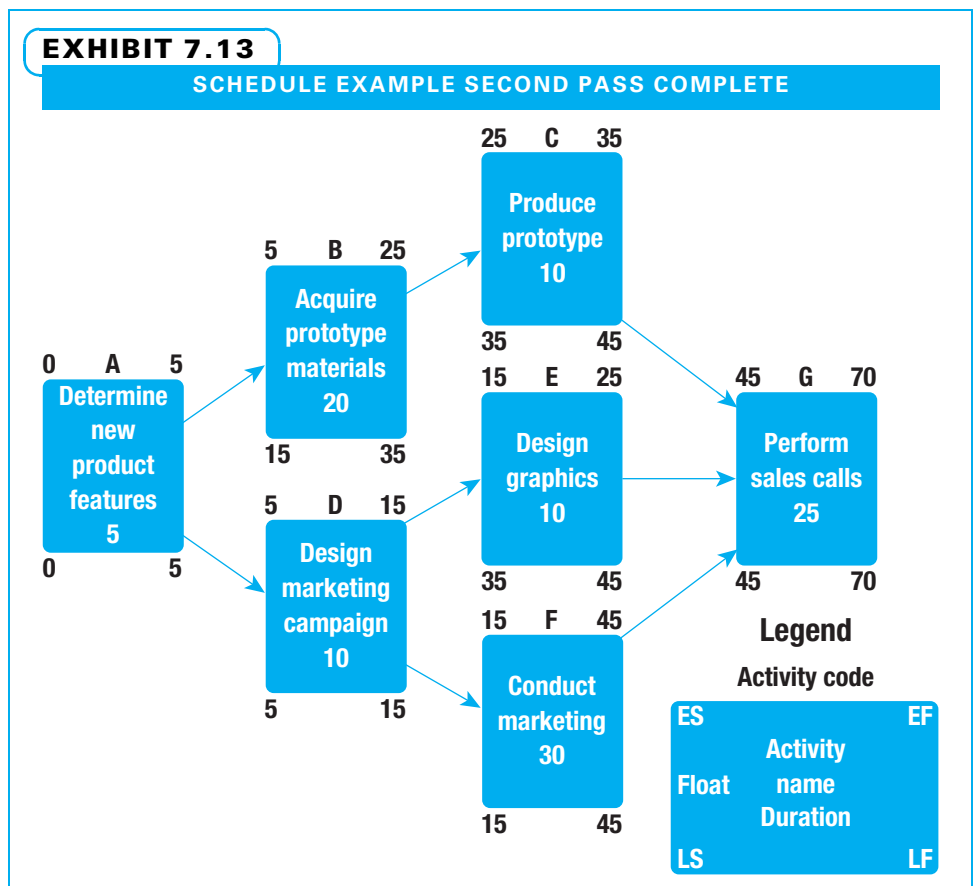 EXHIBIT 7.13
SCHEDULE EXAMPLE SECOND PASS COMPLETE
25 C 35
Produce
prototype
10
35 45
5 B 25
Acquire
prototype
materials
20
15 35
0 A 5
Determine
new
product
features
5
0 5
15 E 25
Design
graphics
10
35 45
45 G 70
Perform
sales calls
25
45 70
5 D 15
Design
marketing
campaign
10
5 15
15 F 45
Conduct
marketing
30
15 45
Legend
Activity code
ES EF
Activity
Float name
Duration
LS LF